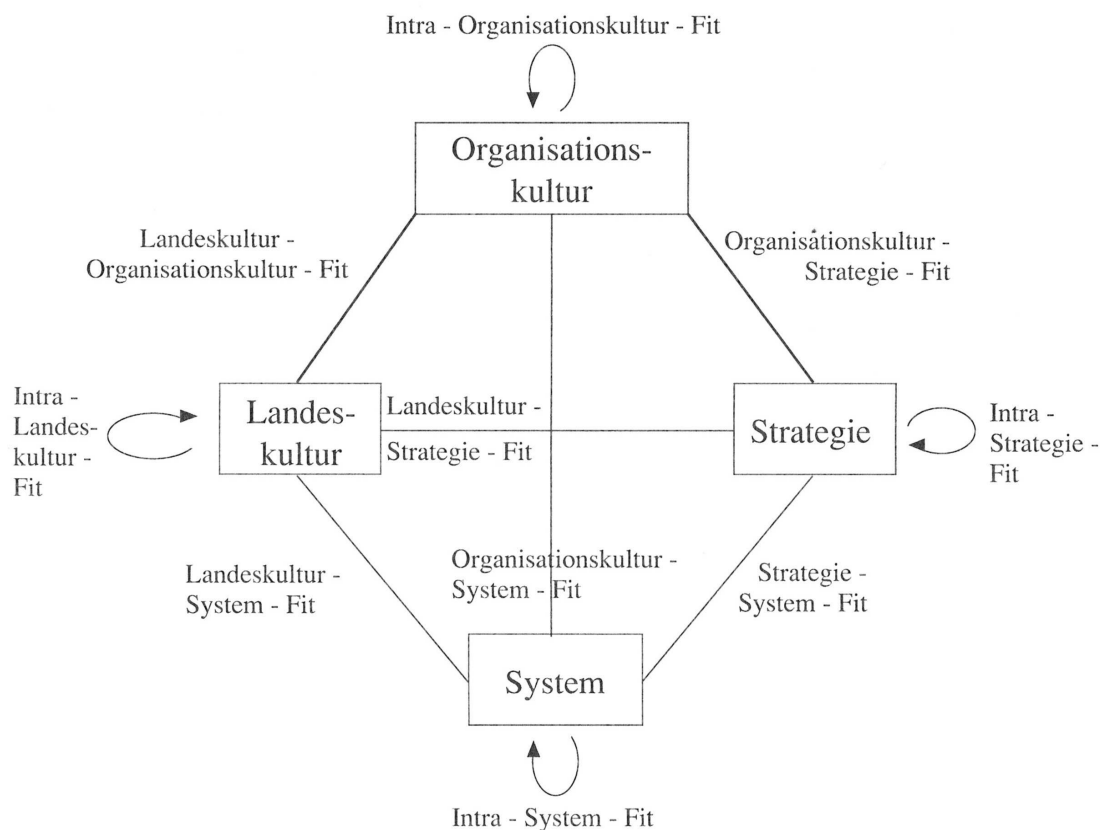 Intra - Organisationskultur - Fit
Organisations-
kultur
Landeskultur -
Organisationskultur - Fit
Organisationskultur -
Strategie - Fit
Intra -
Landes-
kultur -
Fit
Landes-
kultur
Landeskultur -
Strategie - Fit
Strategie
Intra -
Strategie -
Fit
Landeskultur -
System - Fit
Organisationskultur -
System - Fit
Strategie -
System - Fit
System
Intra - System - Fit